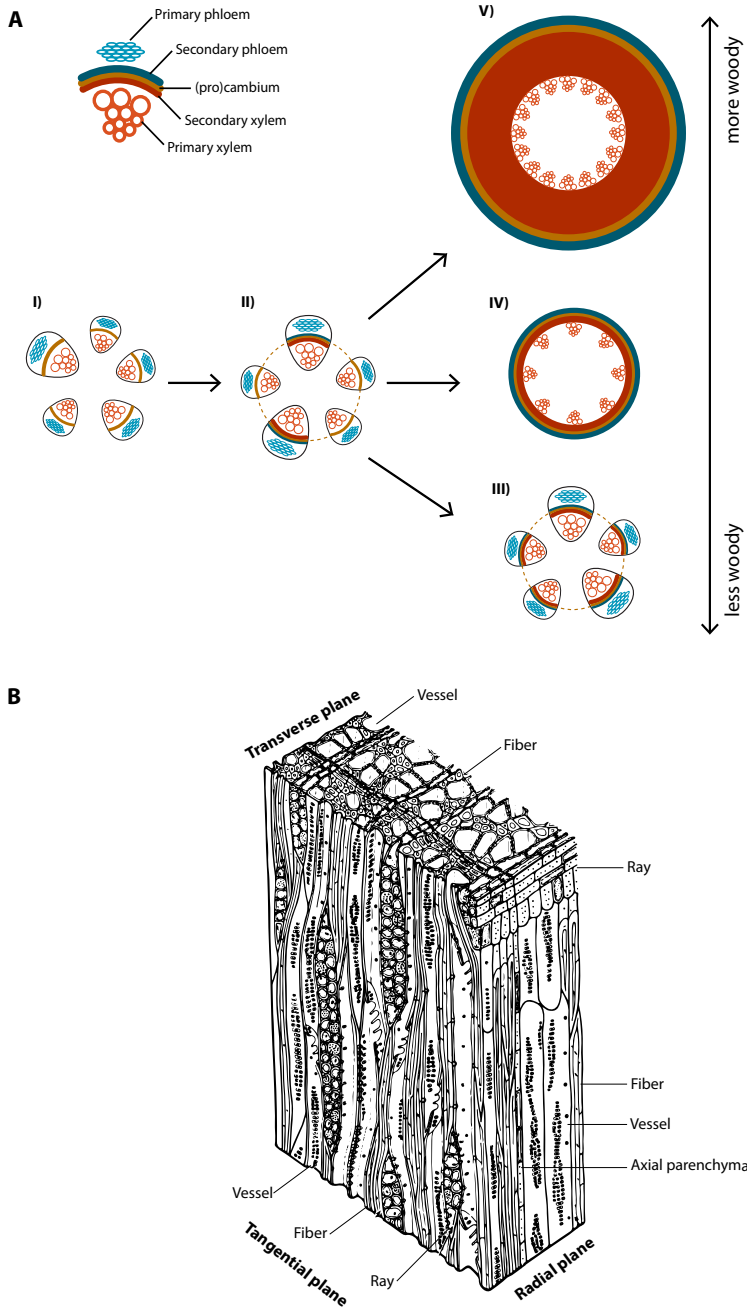 A
Primary phloem
Secondary phloem
(pro)cambium
Secondary xylem
Primary xylem
V)
more woody
I)
II)
IV)
III)
less woody
B
Transverse plane
Vessel
Fiber
Ray
Fiber
Vessel
Axial parenchyma
Vessel
Fiber
Ray
Tangential plane
Radial plane